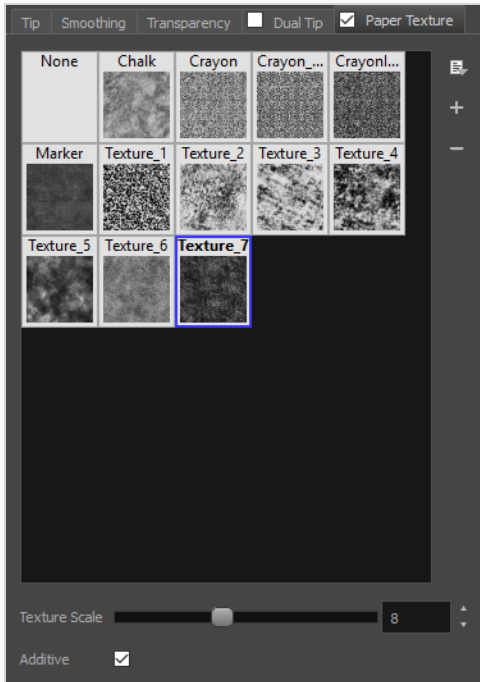 Tip Smoothing Transparency Dual Tip Paper Texture
None Chalk Crayon Crayon_... Crayonl...
Marker Texture_1 Texture_2 Texture_3 Texture_4
Texture_5 Texture_6 Texture_7
Texture Scale 8
Additive